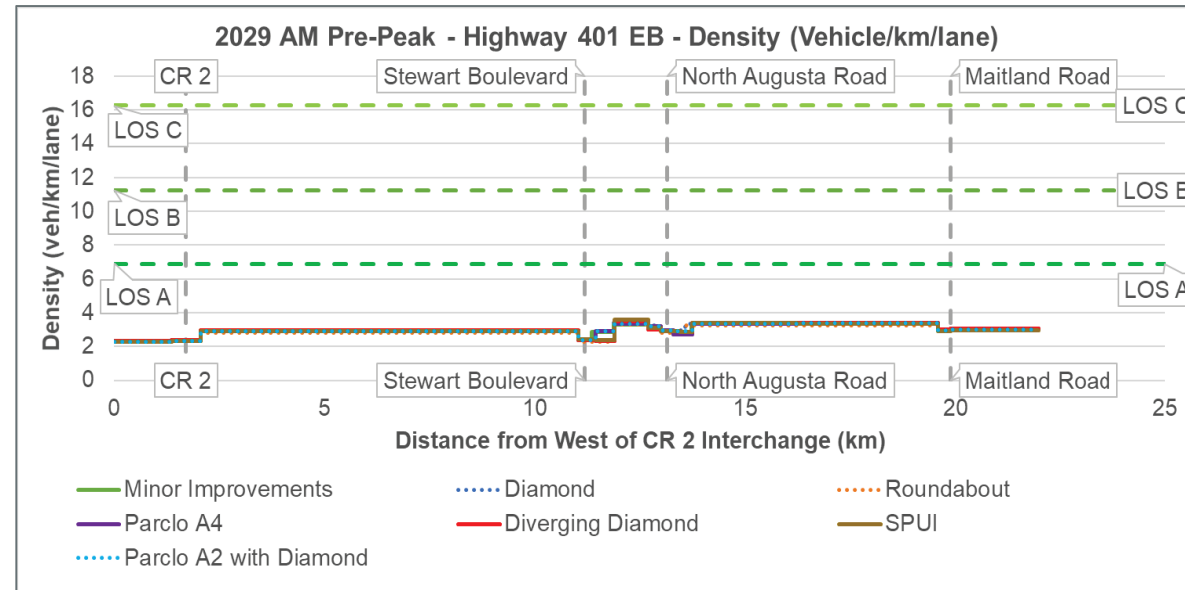 2029 AM Pre-Peak - Highway 401 EB - Density (Vehicle/km/lane)
18
CR 2
Stewart Boulevard
North Augusta Road
Maitland Road
16
LOS C
LOS C
14
12
LOS B
LOS B
10
8
6
LOS A
LOS A
4
2
0
CR 2
Stewart Boulevard
North Augusta Road
Maitland Road
Density (veh/km/lane)
0 5 10 15 20 25
Distance from West of CR 2 Interchange (km)
Minor Improvements Diamond Roundabout
Parclo A4 Diverging Diamond SPUI
Parclo A2 with Diamond